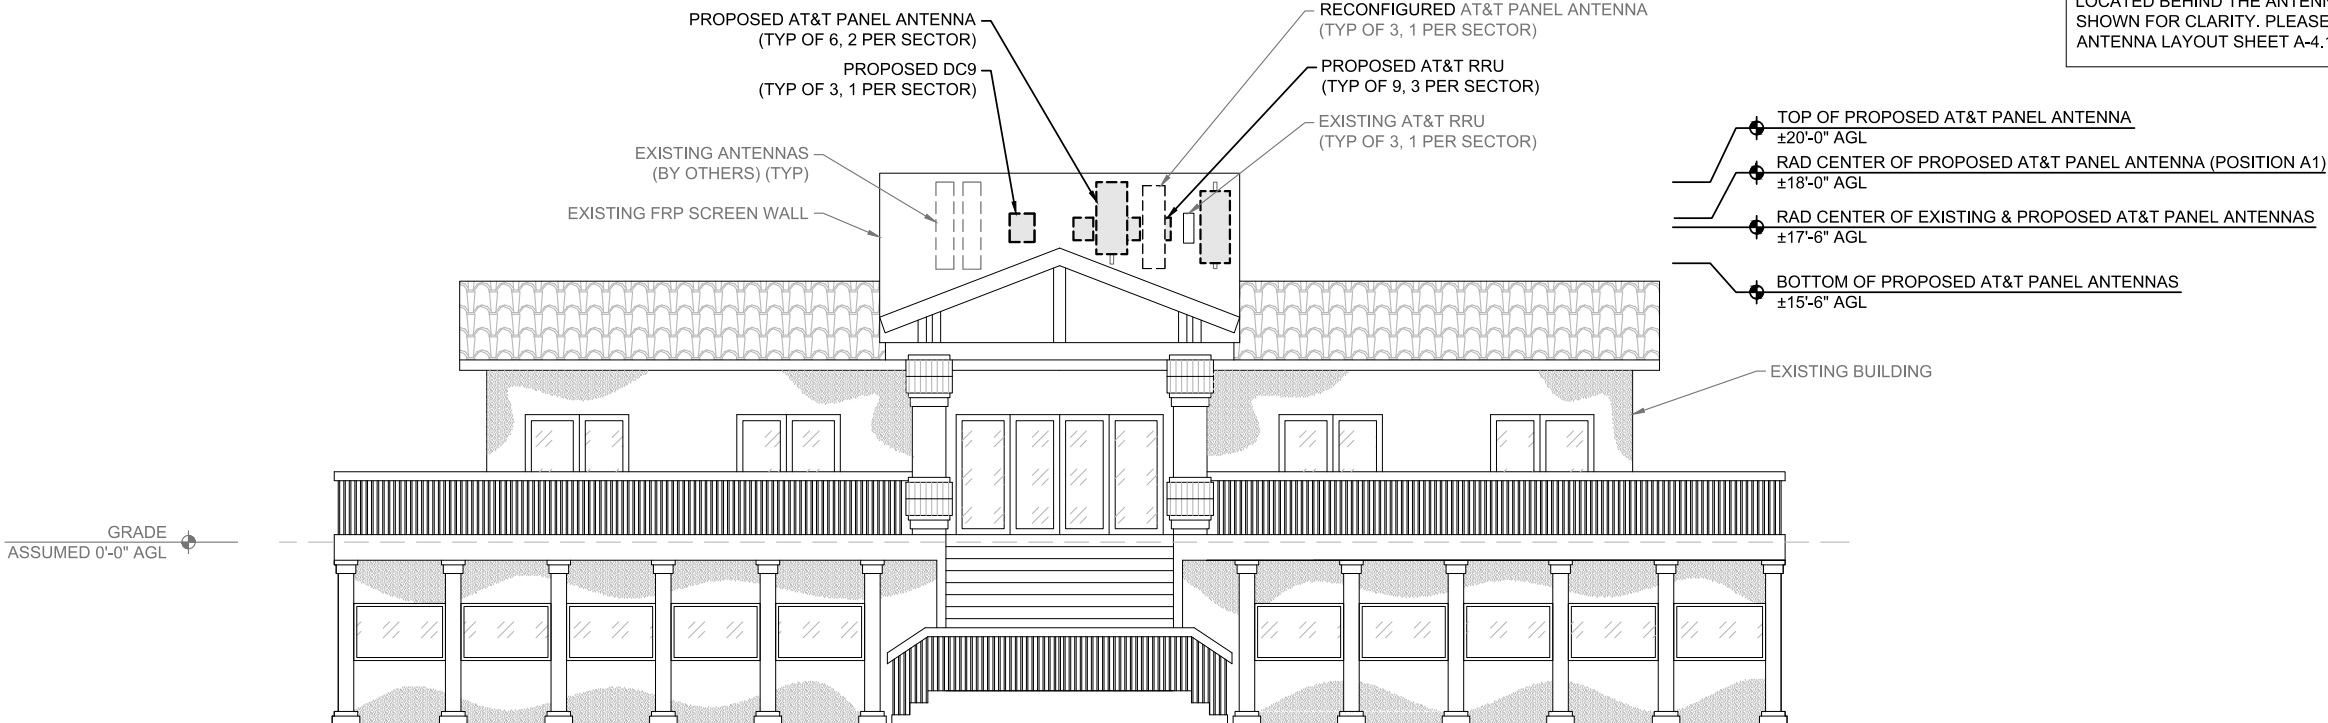 PROPOSED AT&T PANEL ANTENNA
(TYP OF 6, 2 PER SECTOR)
PROPOSED DC9
(TYP OF 3, 1 PER SECTOR)
EXISTING ANTENNAS
(BY OTHERS) (TYP)
EXISTING FRP SCREEN WALL
RECONFIGURED AT&T PANEL ANTENNA
(TYP OF 3, 1 PER SECTOR)
PROPOSED AT&T RRU
(TYP OF 9, 3 PER SECTOR)
EXISTING AT&T RRU
(TYP OF 3, 1 PER SECTOR)
SHOWN FOR CLARITY. PLEASE
ANTENNA LAYOUT SHEET A-4.1
TOP OF PROPOSED AT&T PANEL ANTENNA
±20'-0" AGL
RAD CENTER OF PROPOSED AT&T PANEL ANTENNA (POSITION A1)
±18'-0" AGL
RAD CENTER OF EXISTING & PROPOSED AT&T PANEL ANTENNAS
±17'-6" AGL
BOTTOM OF PROPOSED AT&T PANEL ANTENNAS
±15'-6" AGL
EXISTING BUILDING
GRADE
ASSUMED 0'-0" AGL